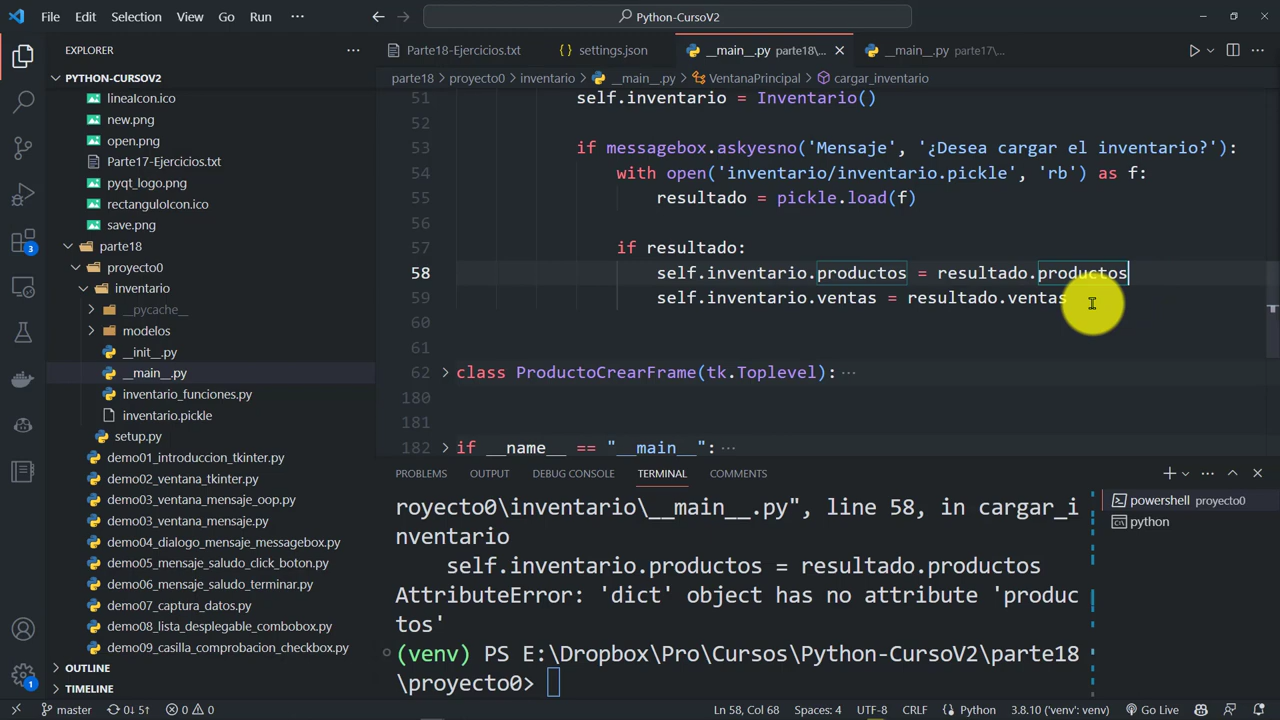 File Edit Selection View Go Run ··· Python-CursoV2
EXPLORER
PYTHON-CURSOV2
lineaIcon.ico
new.png
open.png
Parte17-Ejercicios.txt
pyqt_logo.png
rectanguloIcon.ico
save.png
parte18
proyecto0
inventario
__pycache__
modelos
__init__.py
__main__.py
inventario_funciones.py
inventario.pickle
setup.py
demo01_introduccion_tkinter.py
demo02_ventana_tkinter.py
demo03_ventana_mensaje_oop.py
demo03_ventana_mensaje.py
demo04_dialogo_mensaje_messagebox.py
demo05_mensaje_saludo_click_boton.py
demo06_mensaje_saludo_terminar.py
demo07_captura_datos.py
demo08_lista_desplegable_combobox.py
demo09_casilla_comprobacion_checkbox.py
OUTLINE
TIMELINE
3
1
Parte18-Ejercicios.txt {} settings.json __main__.py parte18\... __main__.py parte17\...
parte18 > proyecto0 > inventario > __main__.py > VentanaPrincipal > cargar_inventario
51 self.inventario = Inventario()
52
53 if messagebox.askyesno('Mensaje', '¿Desea cargar el inventario?'):
54 with open('inventario/inventario.pickle', 'rb') as f:
55 resultado = pickle.load(f)
56
57 if resultado:
58 self.inventario.productos = resultado.productos
59 self.inventario.ventas = resultado.ventas
60
61
62 class ProductoCrearFrame(tk.Toplevel): ···
180
181
182 if __name__ == "__main__": ···
PROBLEMS OUTPUT DEBUG CONSOLE TERMINAL COMMENTS
royecto0\inventario\__main__.py", line 58, in cargar_i
nventario
self.inventario.productos = resultado.productos
AttributeError: 'dict' object has no attribute 'produc
tos'
(venv) PS E:\Dropbox\Pro\Cursos\Python-CursoV2\parte18
\proyecto0>
powershell proyecto0
python
master 0↓ 5↑ 0 0 Ln 58, Col 68 Spaces: 4 UTF-8 CRLF Python 3.8.10 ('venv': venv) Go Live